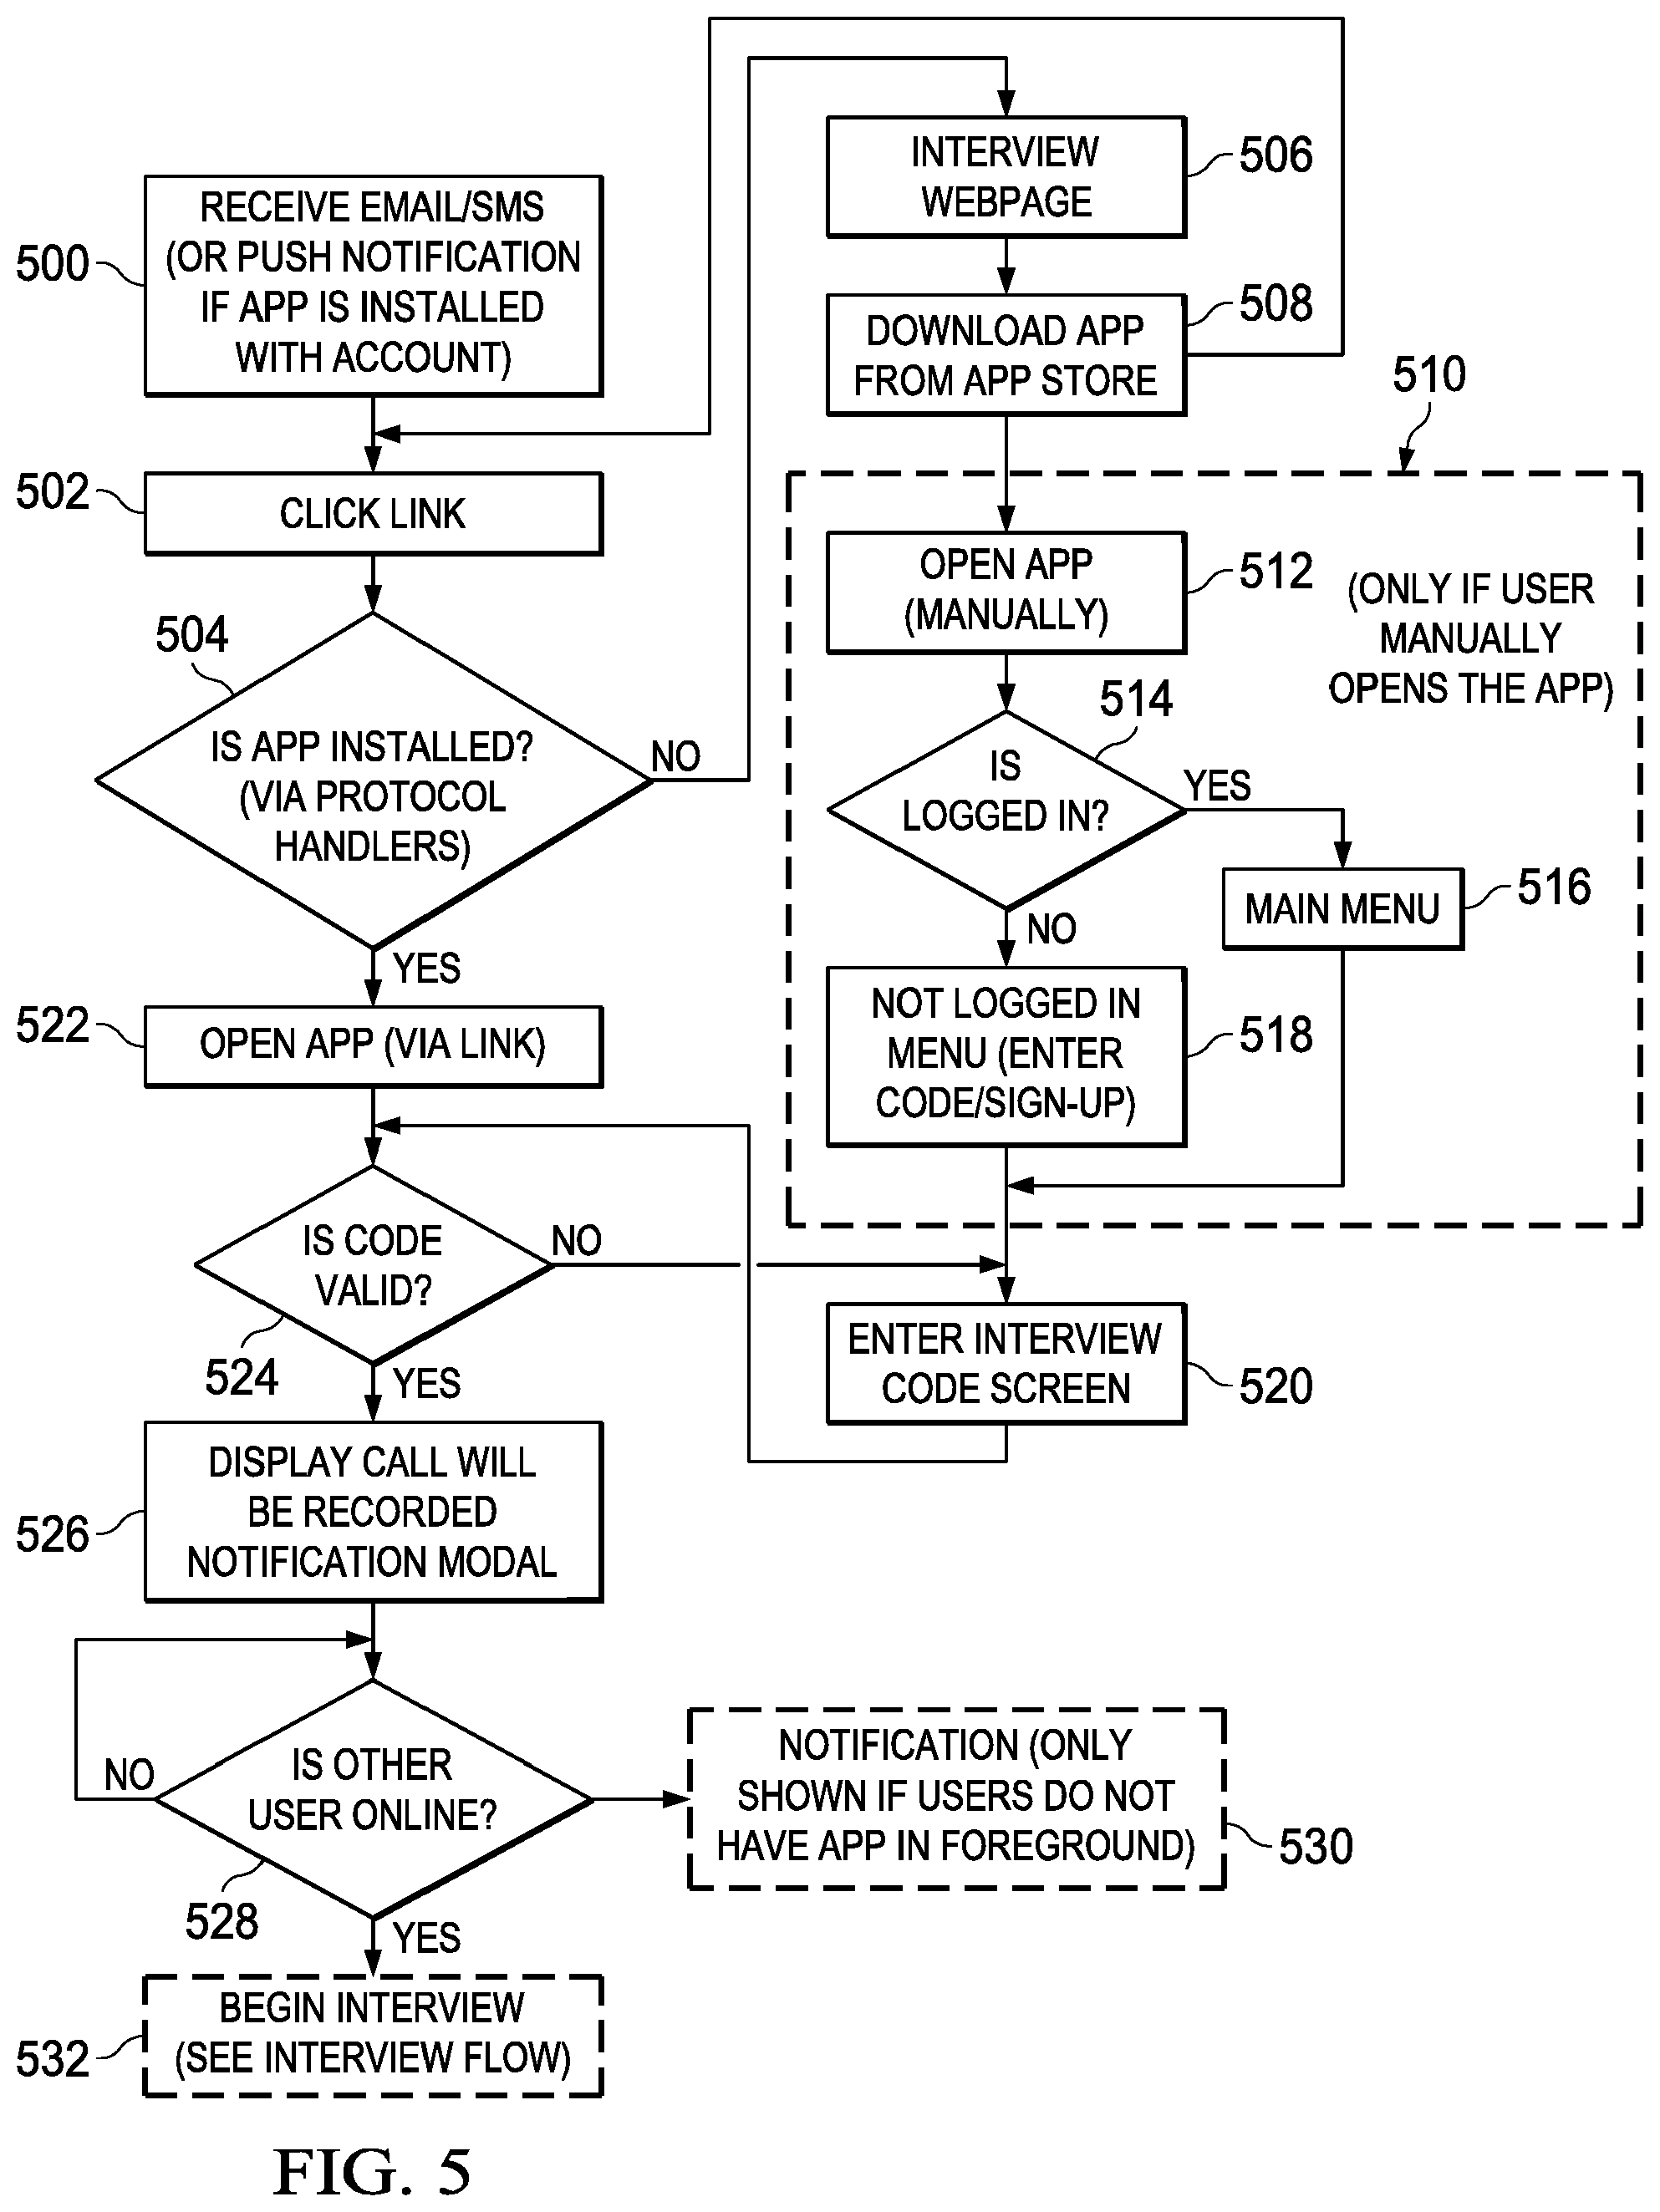 500
RECEIVE EMAIL/SMS
(OR PUSH NOTIFICATION
IF APP IS INSTALLED
WITH ACCOUNT)
502
CLICK LINK
504
IS APP INSTALLED?
(VIA PROTOCOL
HANDLERS)
NO
YES
INTERVIEW
WEBPAGE
506
DOWNLOAD APP
FROM APP STORE
508
510
(ONLY IF USER
MANUALLY
OPENS THE APP)
OPEN APP
(MANUALLY)
512
514
IS
LOGGED IN?
YES
NO
MAIN MENU
516
NOT LOGGED IN
MENU (ENTER
CODE/SIGN-UP)
518
522
OPEN APP (VIA LINK)
IS CODE
VALID?
NO
524
YES
ENTER INTERVIEW
CODE SCREEN
520
526
DISPLAY CALL WILL
BE RECORDED
NOTIFICATION MODAL
NO
IS OTHER
USER ONLINE?
528
YES
NOTIFICATION (ONLY
SHOWN IF USERS DO NOT
HAVE APP IN FOREGROUND)
530
532
BEGIN INTERVIEW
(SEE INTERVIEW FLOW)
FIG. 5